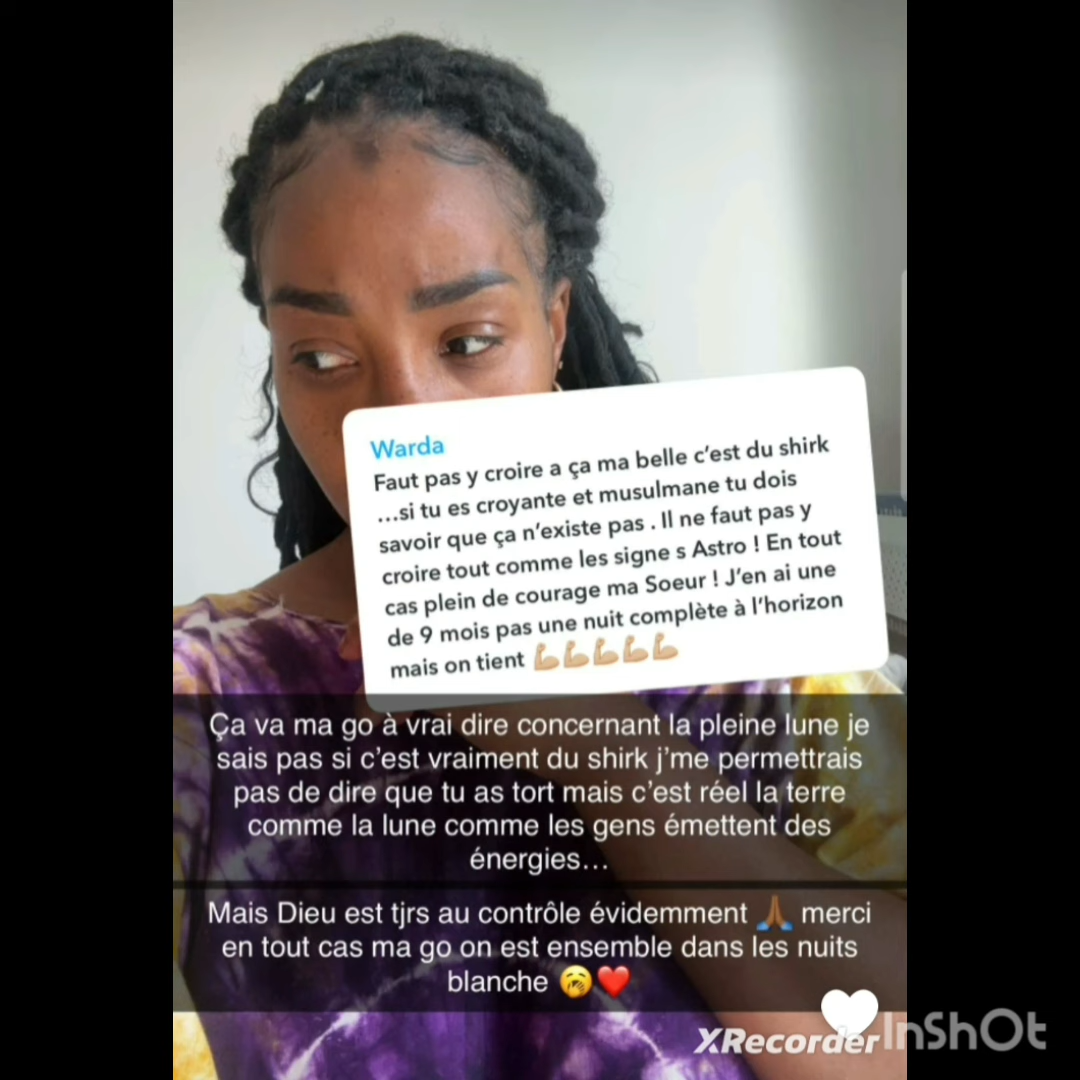 Warda
Faut pas y croire a ça ma belle c’est du shirk
...si tu es croyante et musulmane tu dois
savoir que ça n’existe pas . Il ne faut pas y
croire tout comme les signe s Astro ! En tout
cas plein de courage ma Soeur ! J’en ai une
de 9 mois pas une nuit complète à l’horizon
mais on tient 💪🏼💪🏼💪🏼💪🏼💪🏼
Ça va ma go à vrai dire concernant la pleine lune je
sais pas si c’est vraiment du shirk j’me permettrais
pas de dire que tu as tort mais c’est réel la terre
comme la lune comme les gens émettent des
énergies...
Mais Dieu est tjrs au contrôle évidemment 🙏🏾 merci
en tout cas ma go on est ensemble dans les nuits
blanche 🥱❤️
XRecorder
InShOt